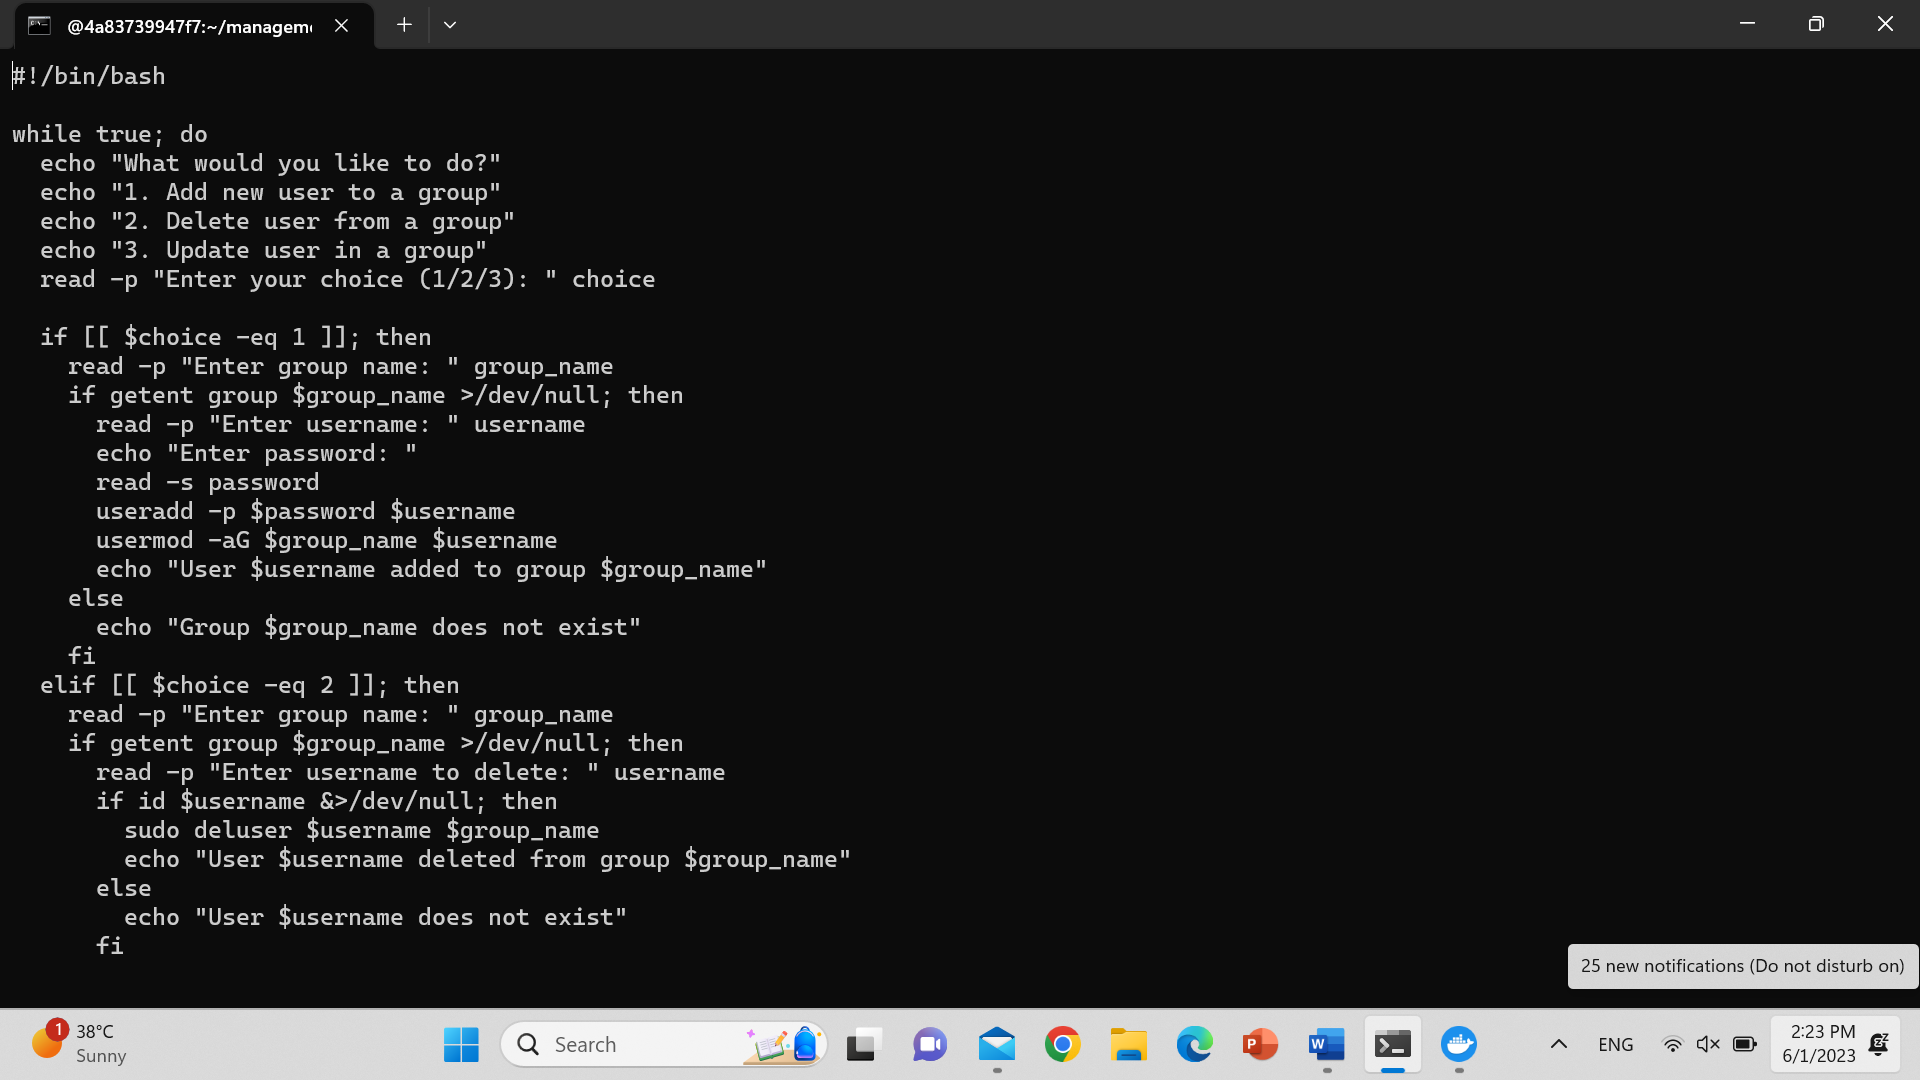 @4a83739947f7:~/managem
#!/bin/bash
while true; do
  echo "What would you like to do?"
  echo "1. Add new user to a group"
  echo "2. Delete user from a group"
  echo "3. Update user in a group"
  read -p "Enter your choice (1/2/3): " choice
  if [[ $choice -eq 1 ]]; then
    read -p "Enter group name: " group_name
    if getent group $group_name >/dev/null; then
      read -p "Enter username: " username
      echo "Enter password: "
      read -s password
      useradd -p $password $username
      usermod -aG $group_name $username
      echo "User $username added to group $group_name"
    else
      echo "Group $group_name does not exist"
    fi
  elif [[ $choice -eq 2 ]]; then
    read -p "Enter group name: " group_name
    if getent group $group_name >/dev/null; then
      read -p "Enter username to delete: " username
      if id $username &>/dev/null; then
        sudo deluser $username $group_name
        echo "User $username deleted from group $group_name"
      else
        echo "User $username does not exist"
      fi
25 new notifications (Do not disturb on)
1
38°C
Sunny
Search
P
W
ENG
2:23 PM
6/1/2023